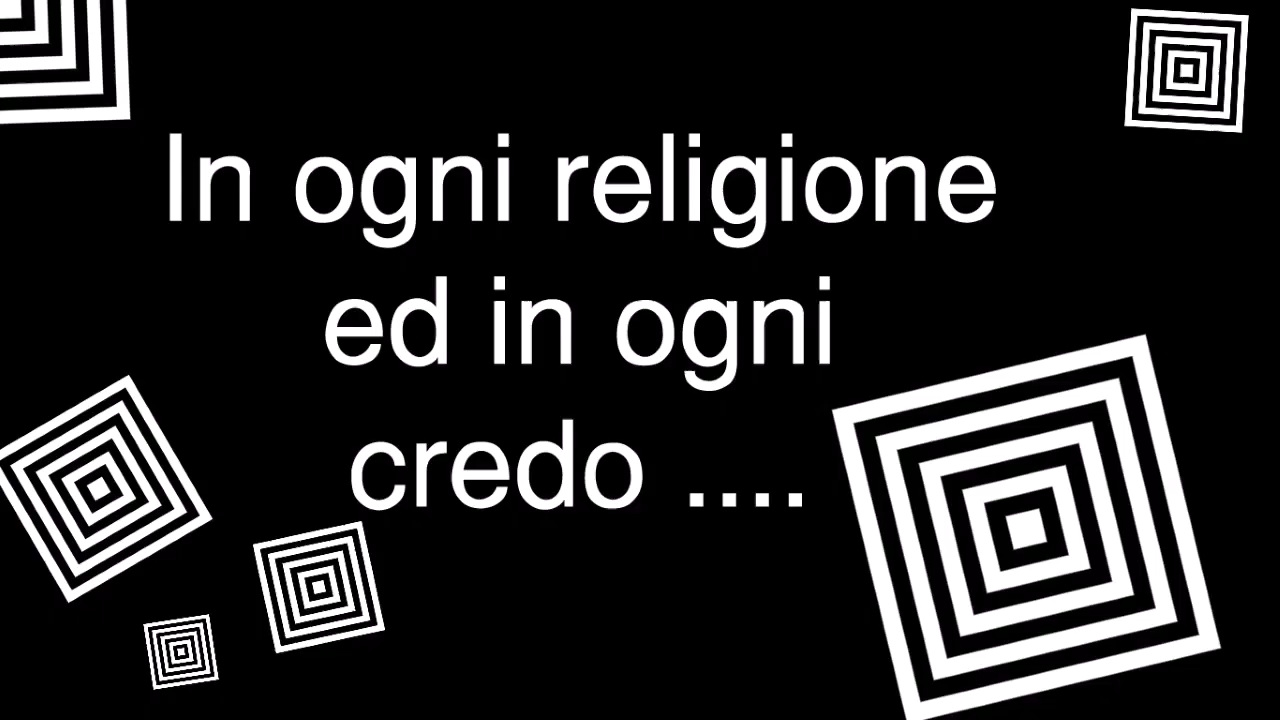 In ogni religione
ed in ogni
credo ....